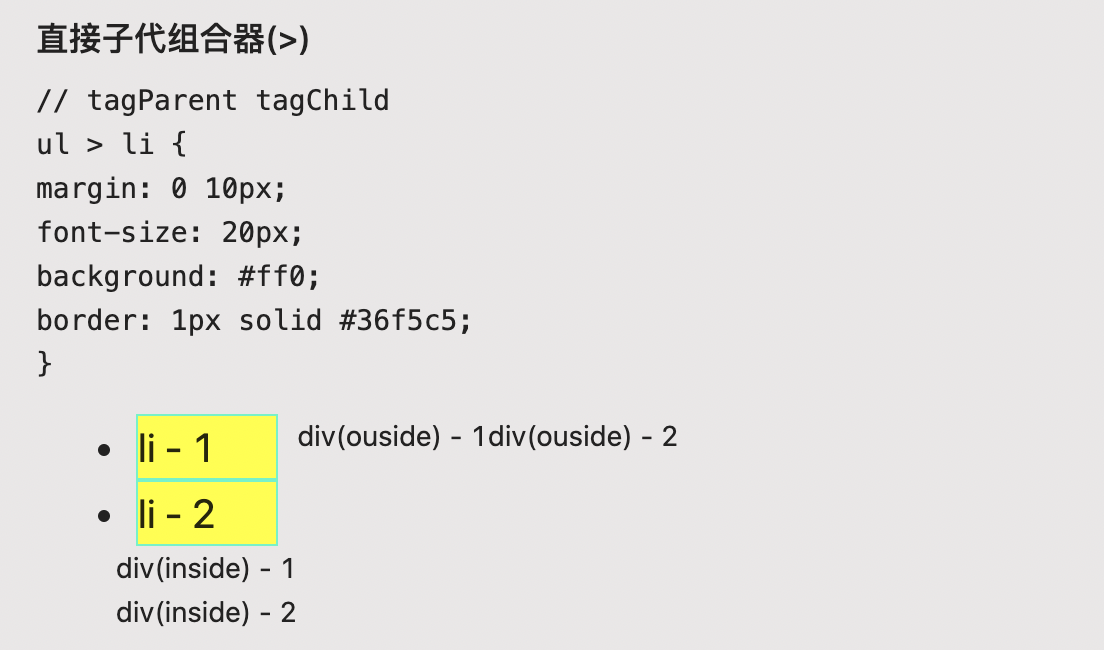 直接子代组合器(>)
// tagParent tagChild
ul > li {
margin: 0 10px;
font-size: 20px;
background: #ff0;
border: 1px solid #36f5c5;
}
li - 1
div(ouside) - 1div(ouside) - 2
li - 2
div(inside) - 1
div(inside) - 2